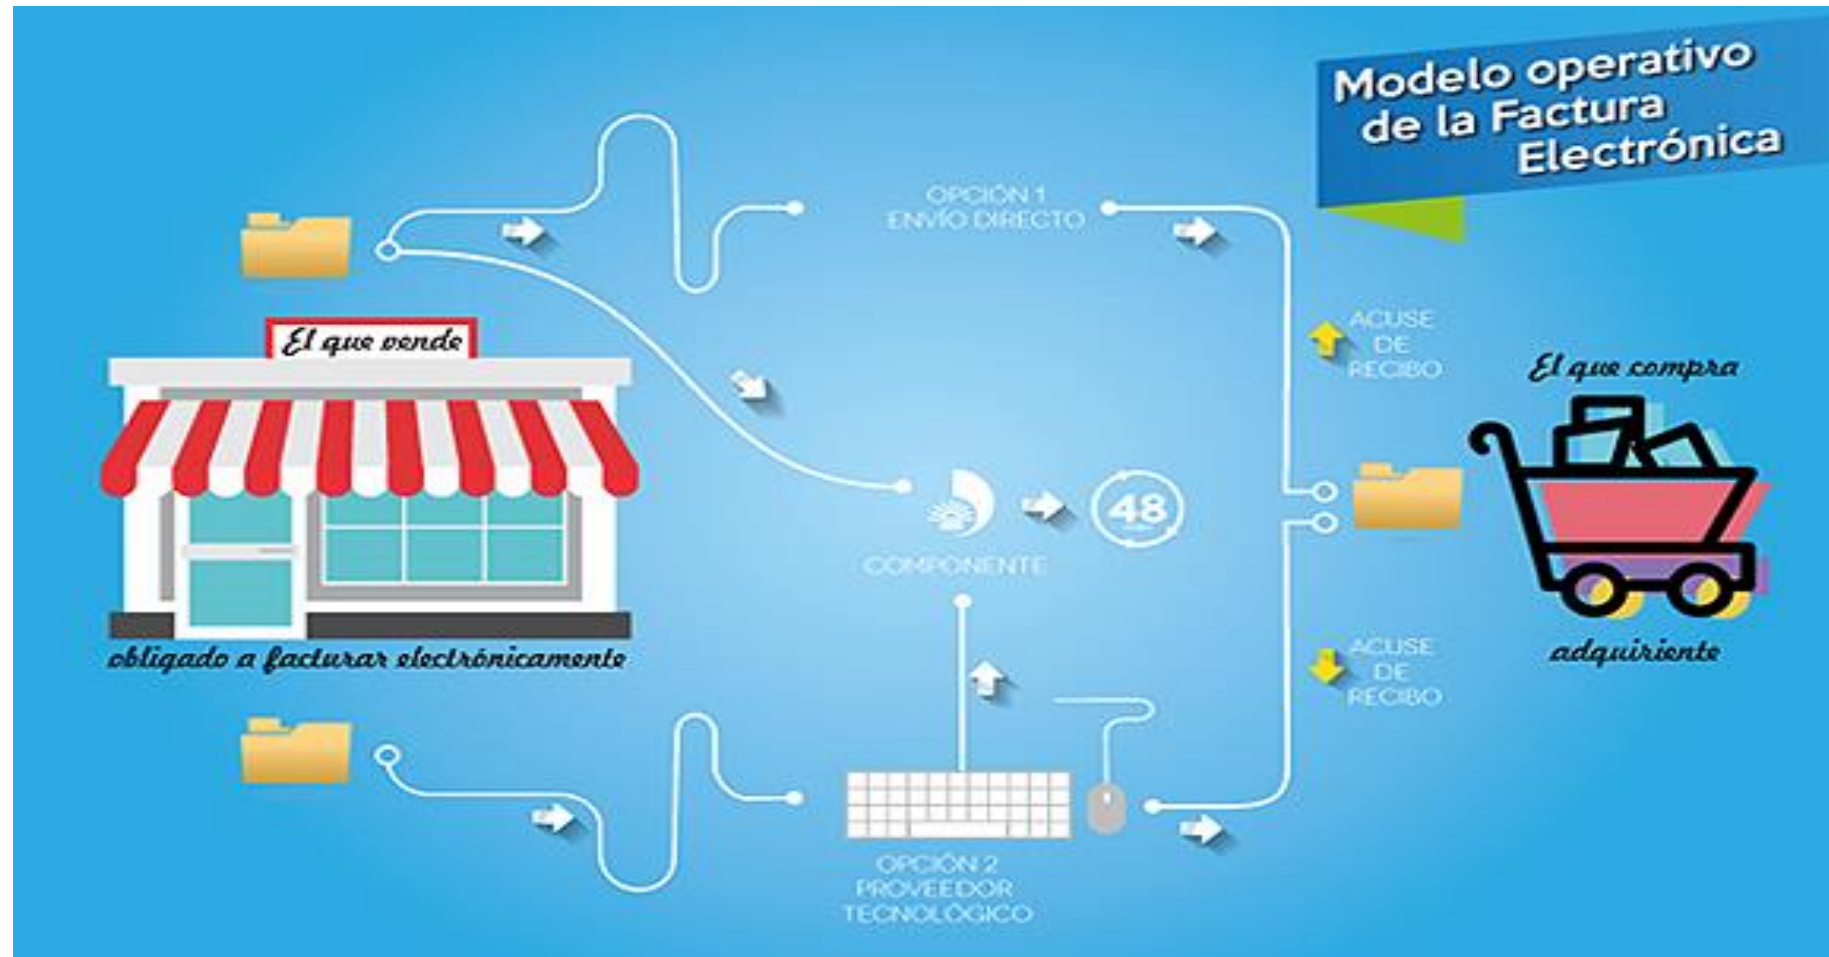 Modelo operativo
de la Factura
Electrónica
OPCIÓN 1
ENVÍO DIRECTO
El que vende
obligado a facturar electrónicamente
COMPONENTE
48
ACUSE
DE
RECIBO
El que compra
adquiriente
ACUSE
DE
RECIBO
OPCIÓN 2
PROVEEDOR
TECNOLÓGICO